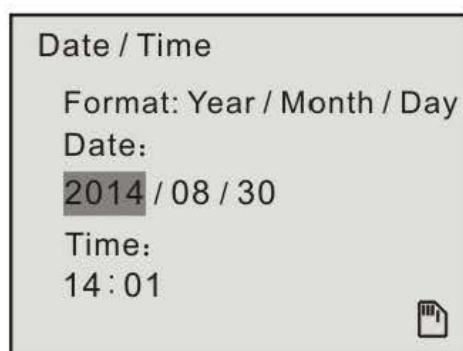 Date / Time
Format: Year / Month / Day
Date:
2014 / 08 / 30
Time:
14:01